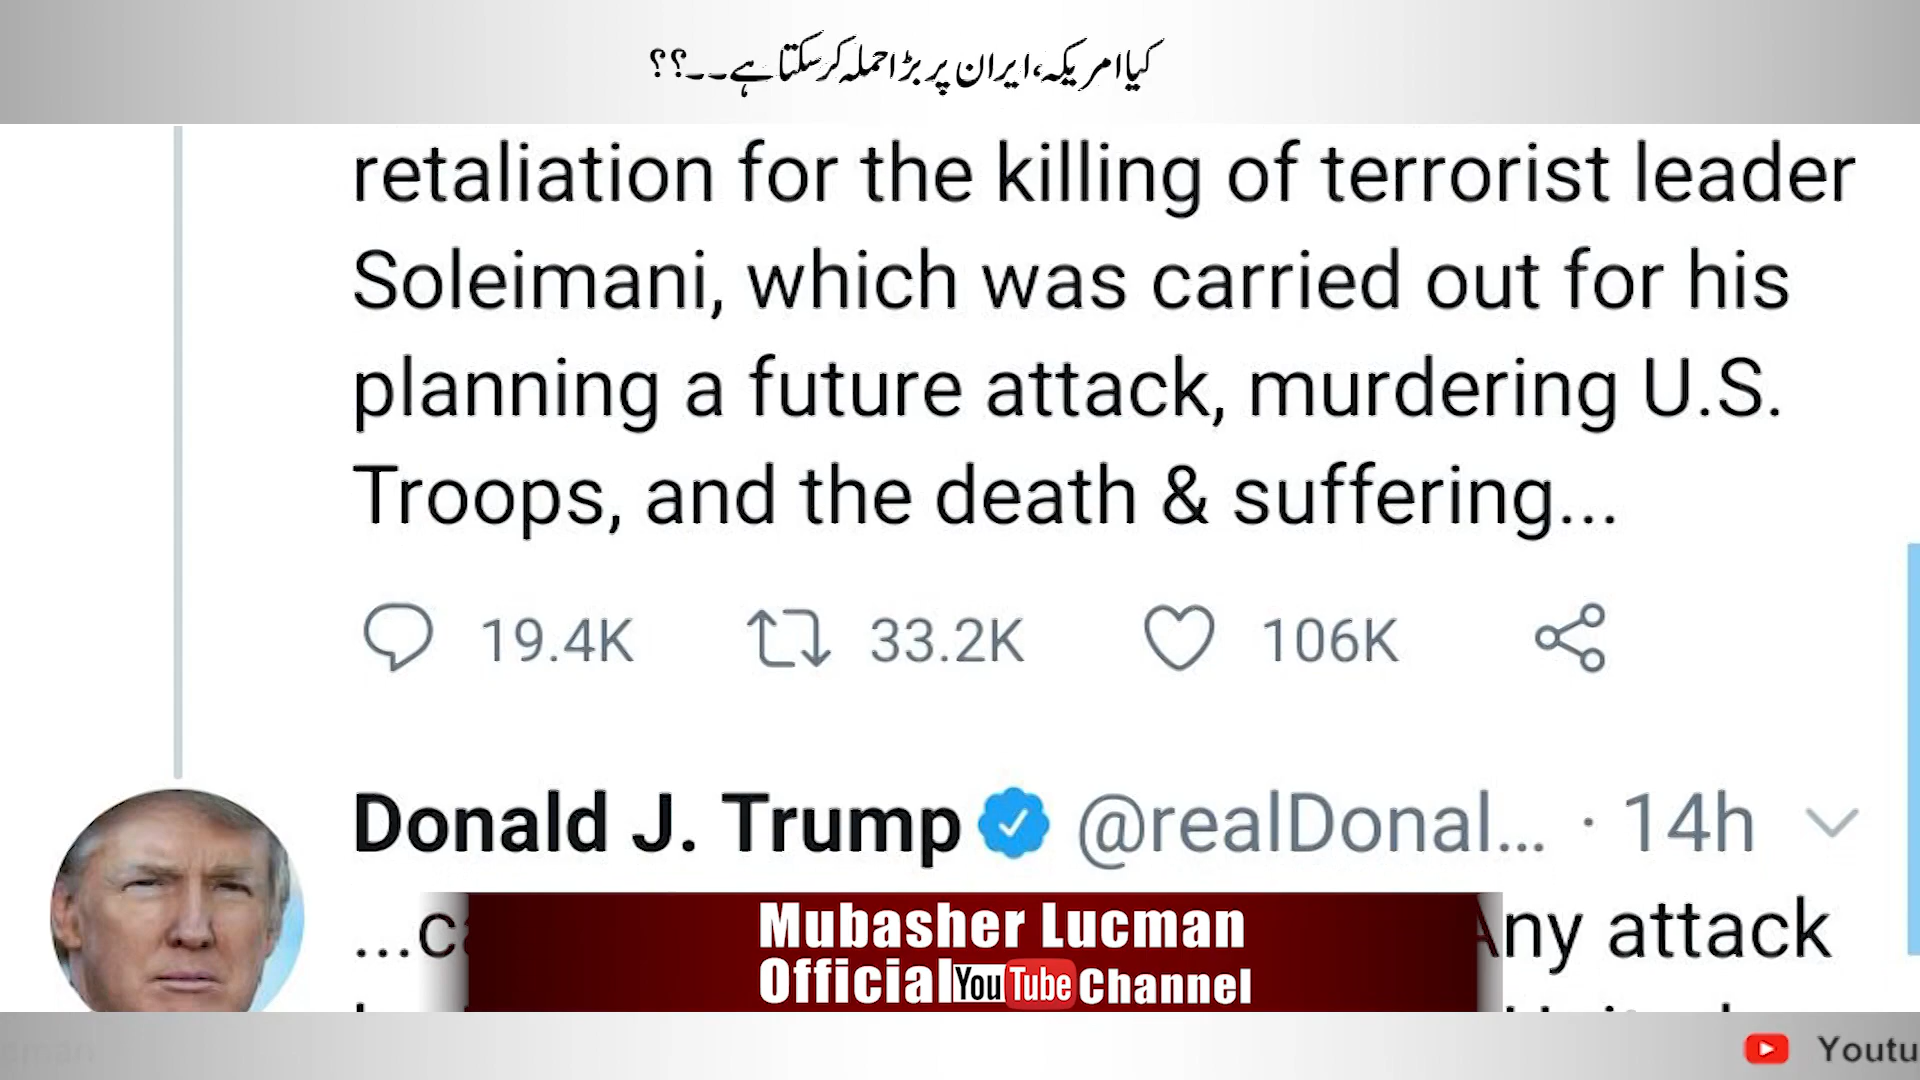 کیا امریکہ، ایران پر بڑا حملہ کر سکتا ہے۔۔۔؟؟
retaliation for the killing of terrorist leader
Soleimani, which was carried out for his
planning a future attack, murdering U.S.
Troops, and the death & suffering...
19.4K 33.2K 106K
Donald J. Trump @realDonal... · 14h
...ca Any attack
Mubasher Lucman
Official YouTube Channel
Youtu